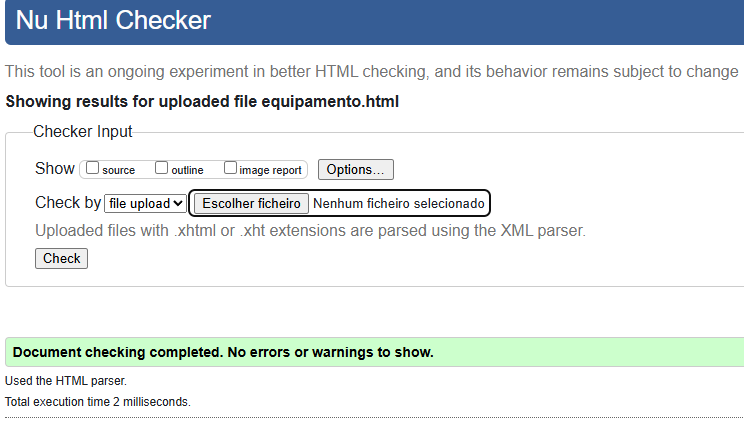 Nu Html Checker
This tool is an ongoing experiment in better HTML checking, and its behavior remains subject to change
Showing results for uploaded file equipamento.html
Checker Input
Show source outline image report Options...
Check by file upload Escolher ficheiro Nenhum ficheiro selecionado
Uploaded files with .xhtml or .xht extensions are parsed using the XML parser.
Check
Document checking completed. No errors or warnings to show.
Used the HTML parser.
Total execution time 2 milliseconds.